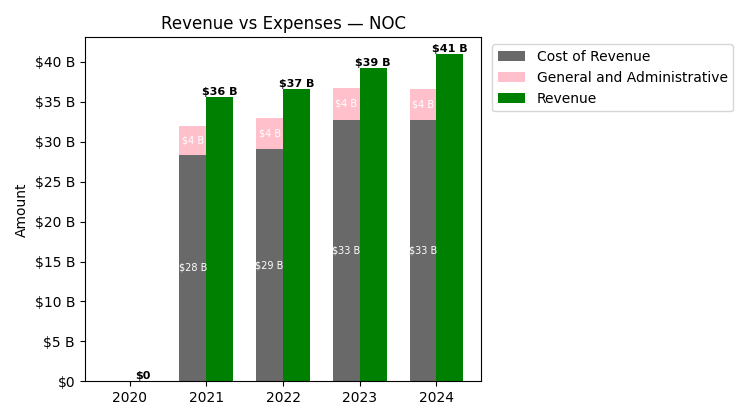 Revenue vs Expenses — NOC
Cost of Revenue
General and Administrative
Revenue
Amount
$40 B
$35 B
$30 B
$25 B
$20 B
$15 B
$10 B
$5 B
$0
$0
$36 B
$37 B
$39 B
$41 B
$4 B
$4 B
$4 B
$4 B
$28 B
$29 B
$33 B
$33 B
2020
2021
2022
2023
2024